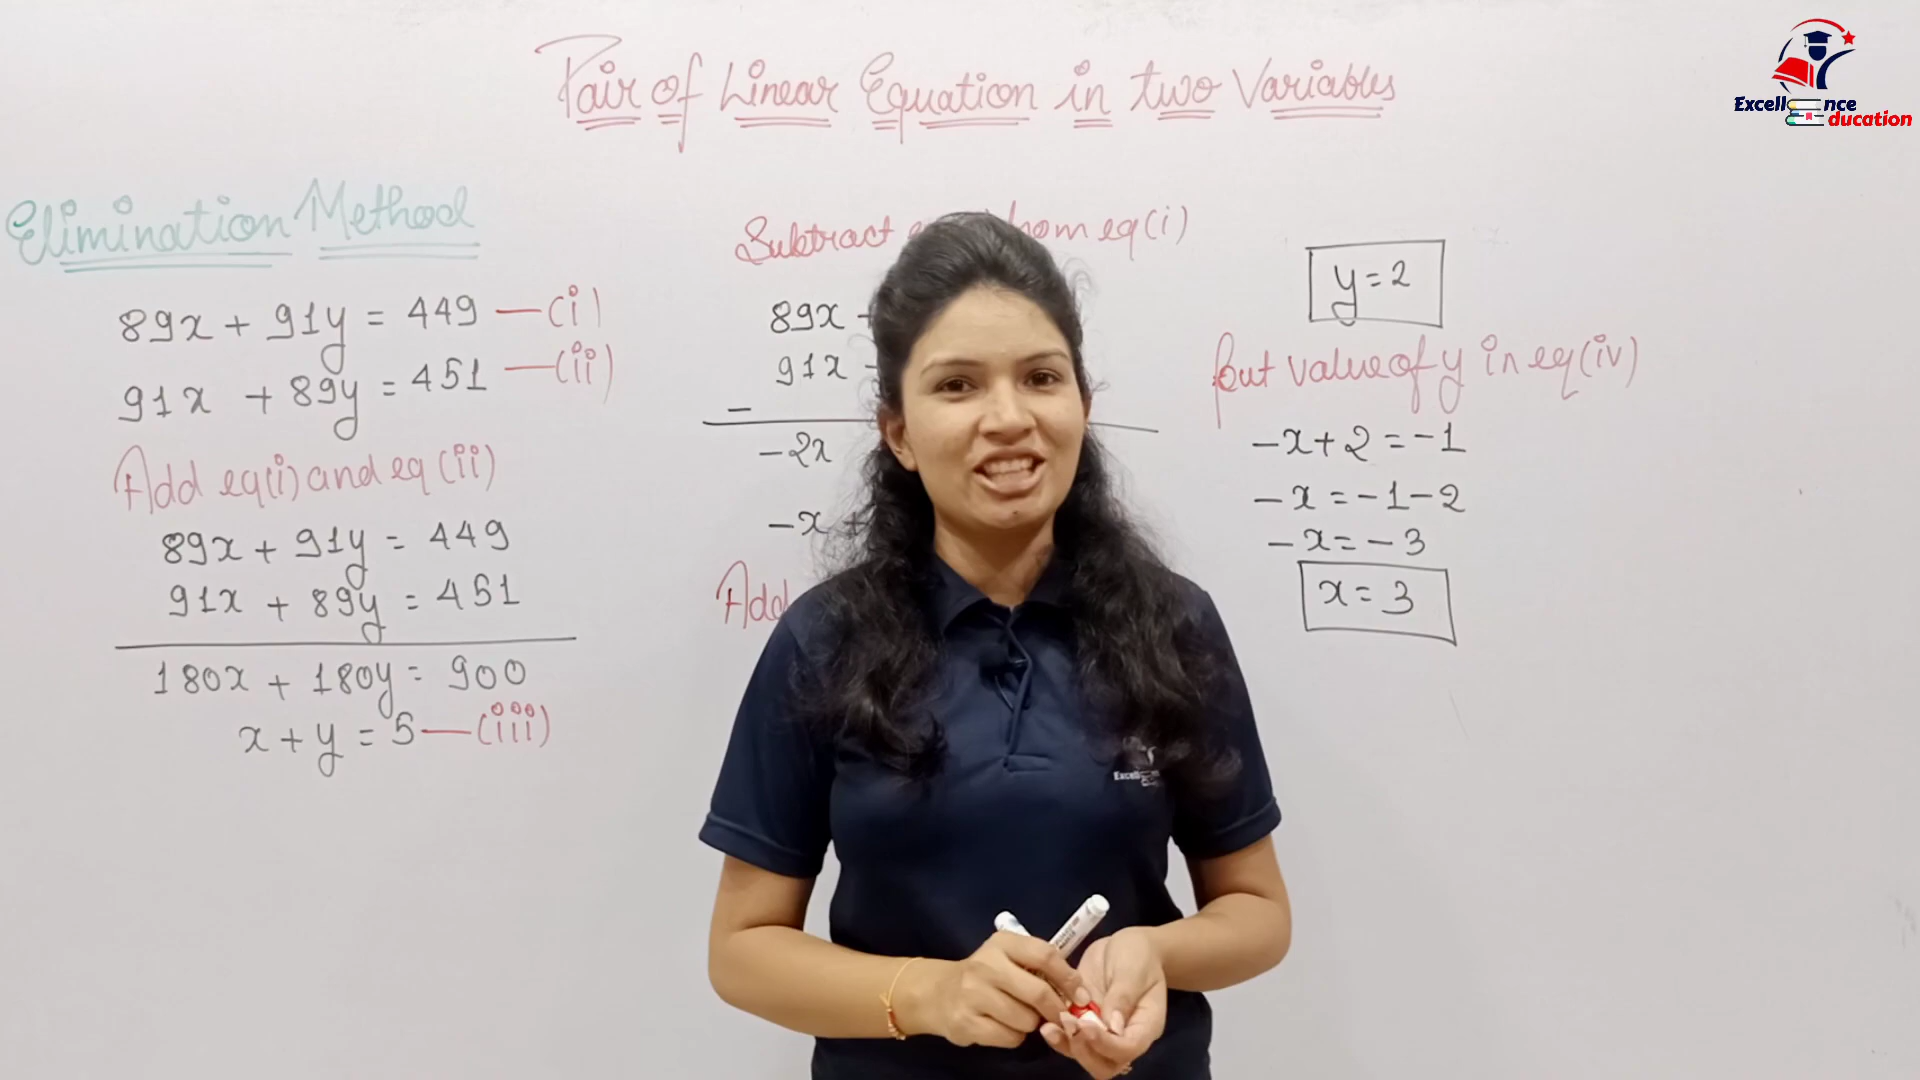 Pair of Linear Equation in two Variables
Excellence
Education
Elimination Method
89x + 91y = 449 — (i)
91x + 89y = 451 — (ii)
Add eq(i) and eq(ii)
89x + 91y = 449
91x + 89y = 451
180x + 180y = 900
x + y = 5 — (iii)
Subtract from eq(i)
89x
91x
−
-2x
-x +
Add
y = 2
Put value of y in eq(iv)
-x + 2 = -1
-x = -1 - 2
-x = -3
x = 3